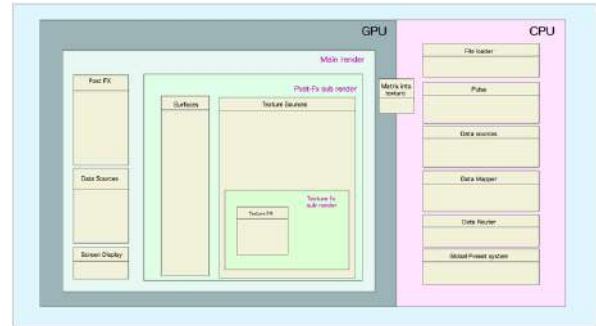 GPU
CPU
Main render
File loader
Post FX
Post-Fx sub render
Matrix into
texture
Pulse
Surfaces
Texture Sources
Data sources
Data Sources
Data Mapper
Texture fx
sub render
Texture FX
Data Router
Screen Display
Global Preset system